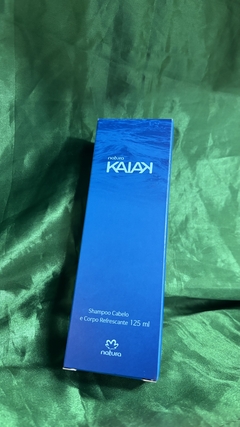 natura
KAIAK
Shampoo Cabelo
e Corpo Refrescante 125 ml
natura